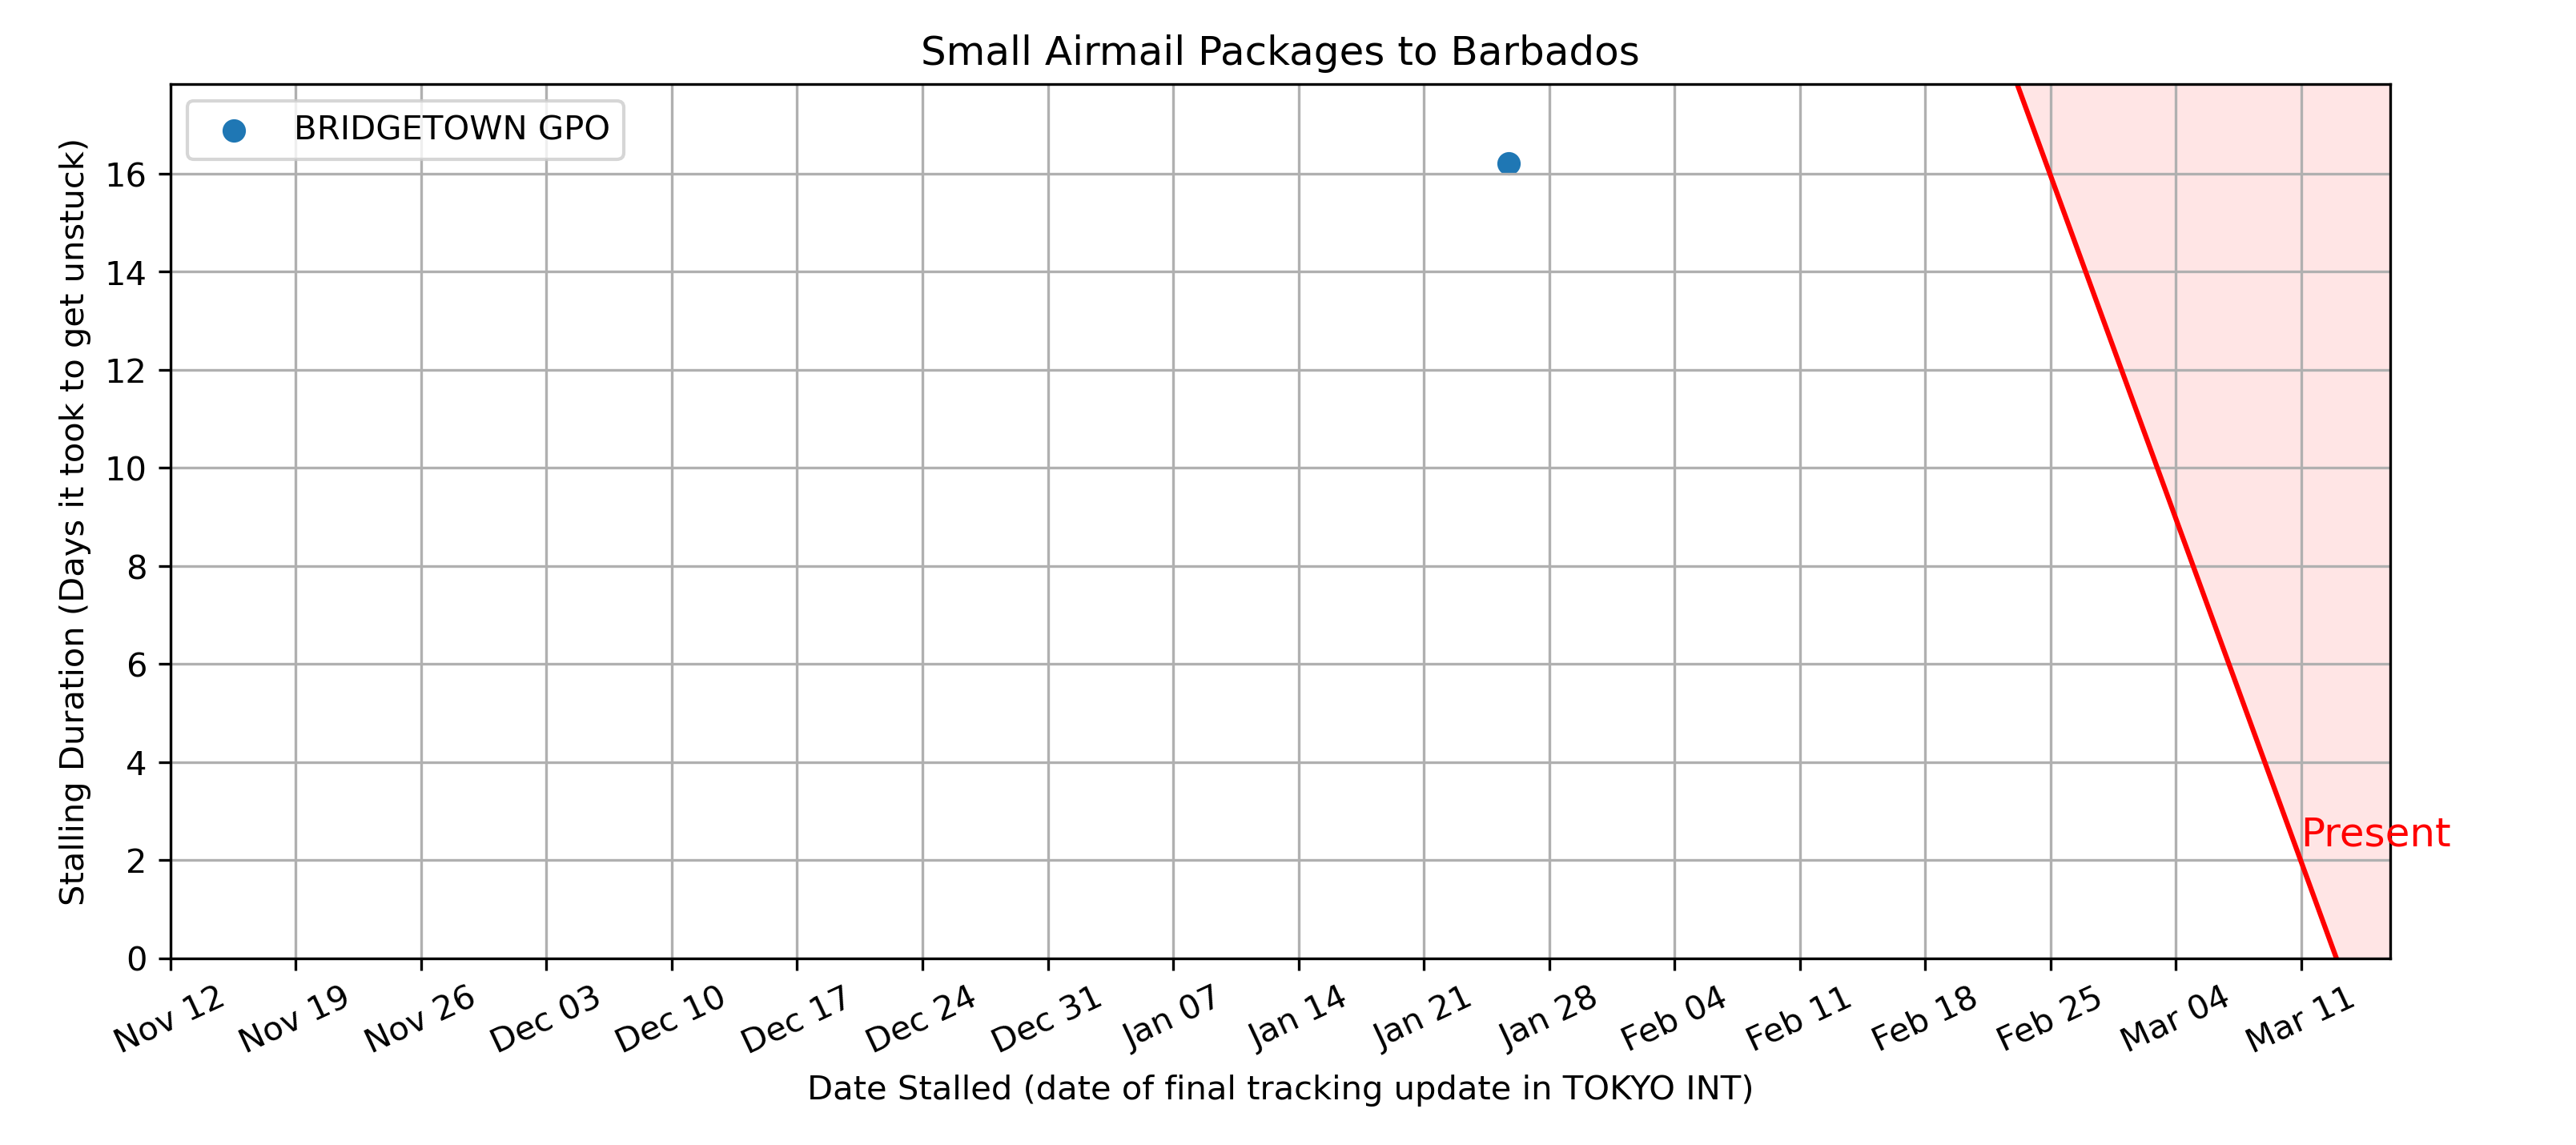 Small Airmail Packages to Barbados
BRIDGETOWN GPO
Stalling Duration (Days it took to get unstuck)
16
14
12
10
8
6
4
2
0
Present
Nov 12
Nov 19
Nov 26
Dec 03
Dec 10
Dec 17
Dec 24
Dec 31
Jan 07
Jan 14
Jan 21
Jan 28
Feb 04
Feb 11
Feb 18
Feb 25
Mar 04
Mar 11
Date Stalled (date of final tracking update in TOKYO INT)